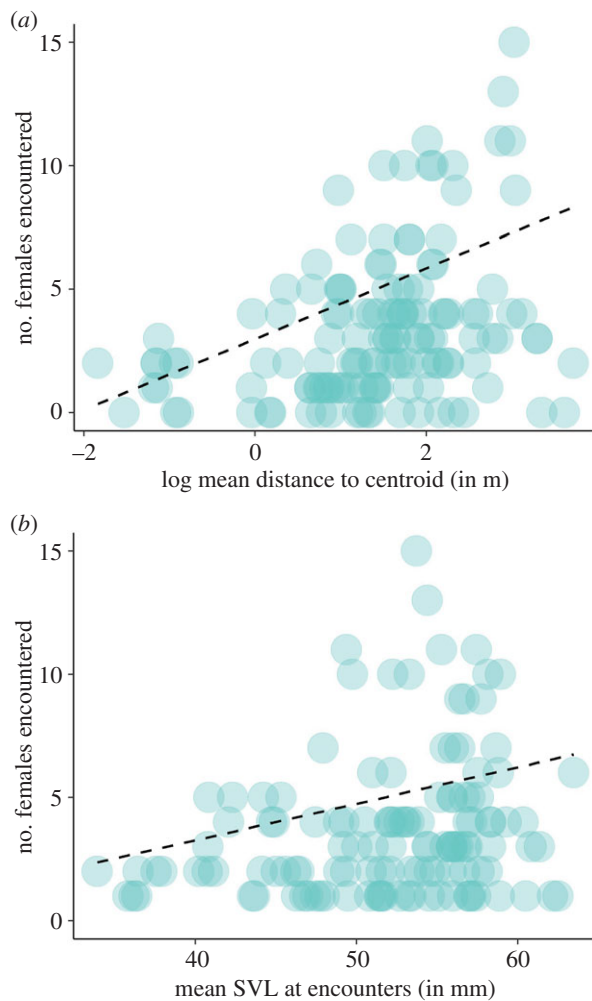 (a)
15
10
5
0
no. females encountered
−2
0
2
log mean distance to centroid (in m)
(b)
15
10
5
0
no. females encountered
40
50
60
mean SVL at encounters (in mm)